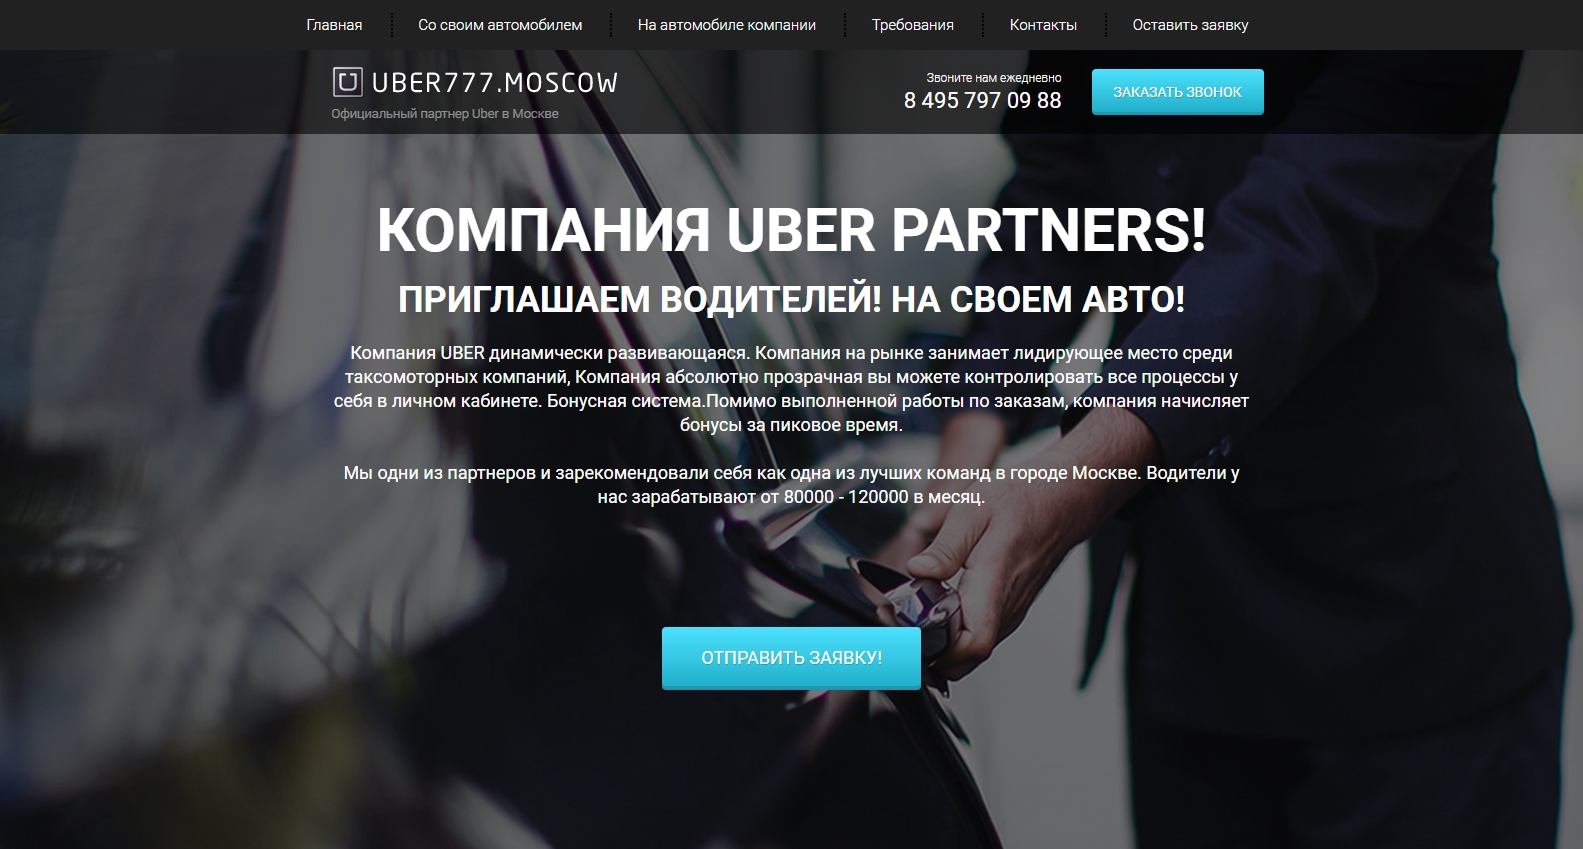 Главная
Со своим автомобилем
На автомобиле компании
Требования
Контакты
Оставить заявку
UBER777.MOSCOW
Официальный партнер Uber в Москве
Звоните нам ежедневно
8 495 797 09 88
ЗАКАЗАТЬ ЗВОНОК
КОМПАНИЯ UBER PARTNERS!
ПРИГЛАШАЕМ ВОДИТЕЛЕЙ! НА СВОЕМ АВТО!
Компания UBER динамически развивающаяся. Компания на рынке занимает лидирующее место среди
таксомоторных компаний, Компания абсолютно прозрачная вы можете контролировать все процессы у
себя в личном кабинете. Бонусная система.Помимо выполненной работы по заказам, компания начисляет
бонусы за пиковое время.
Мы одни из партнеров и зарекомендовали себя как одна из лучших команд в городе Москве. Водители у
нас зарабатывают от 80000 - 120000 в месяц.
ОТПРАВИТЬ ЗАЯВКУ!